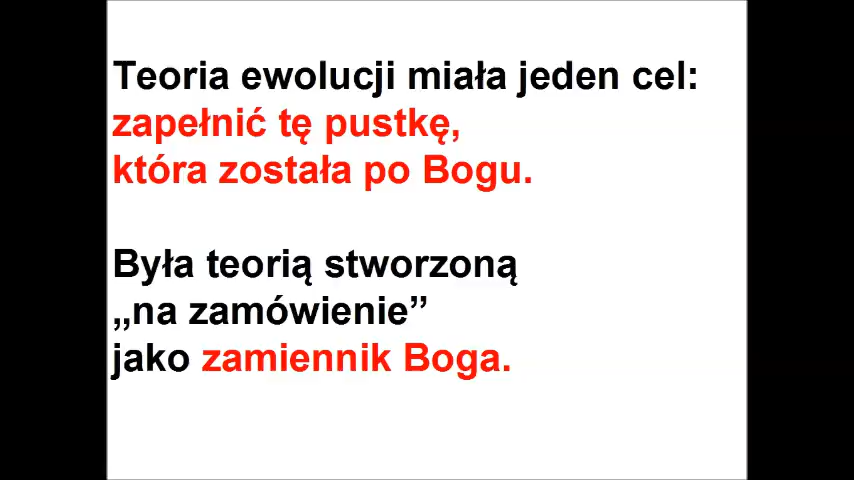 Teoria ewolucji miała jeden cel:
zapełnić tę pustkę,
która została po Bogu.
Była teorią stworzoną
„na zamówienie”
jako zamiennik Boga.